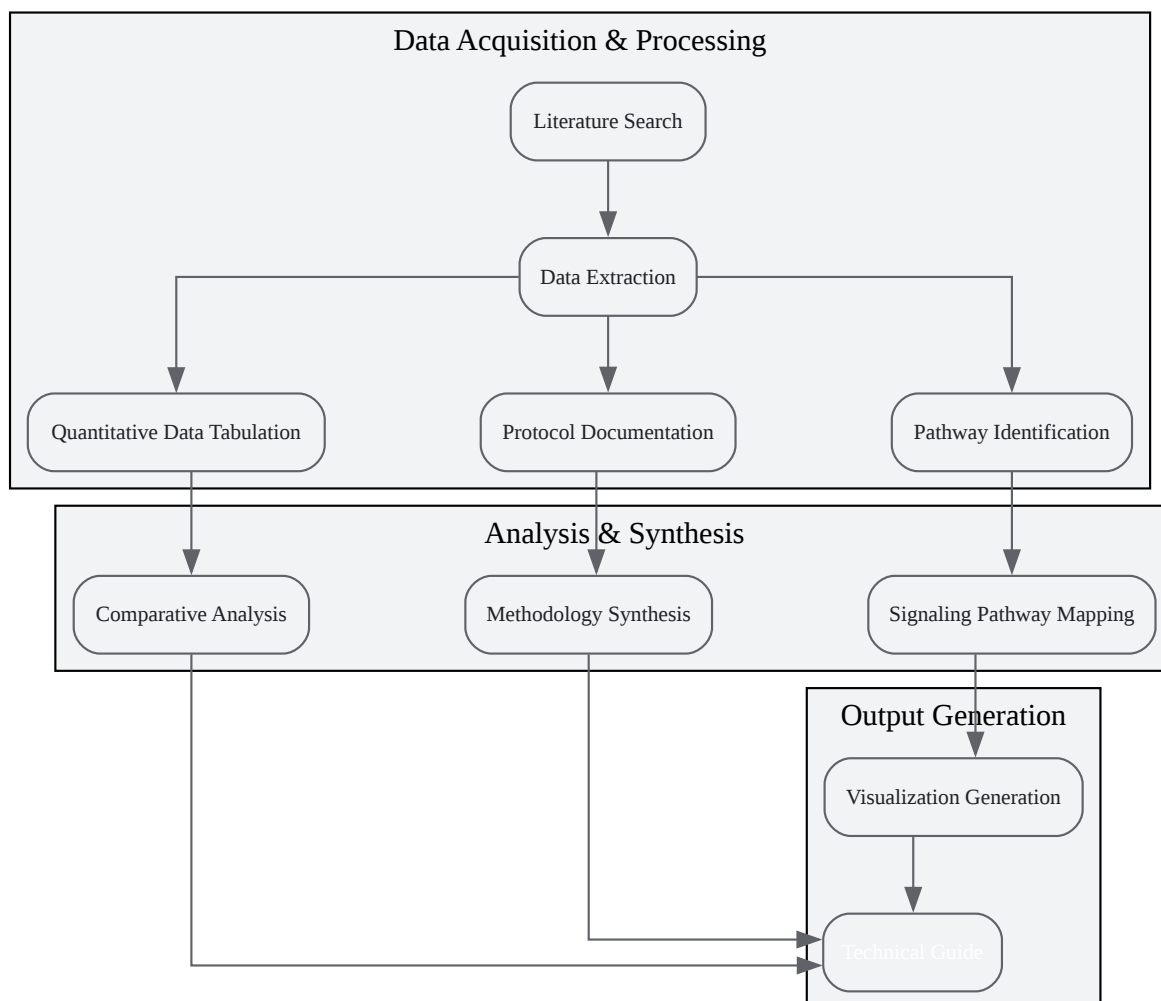 Data Acquisition & Processing
Literature Search
Data Extraction
Quantitative Data Tabulation
Protocol Documentation
Pathway Identification
Analysis & Synthesis
Comparative Analysis
Methodology Synthesis
Signaling Pathway Mapping
Output Generation
Visualization Generation
Technical Guide